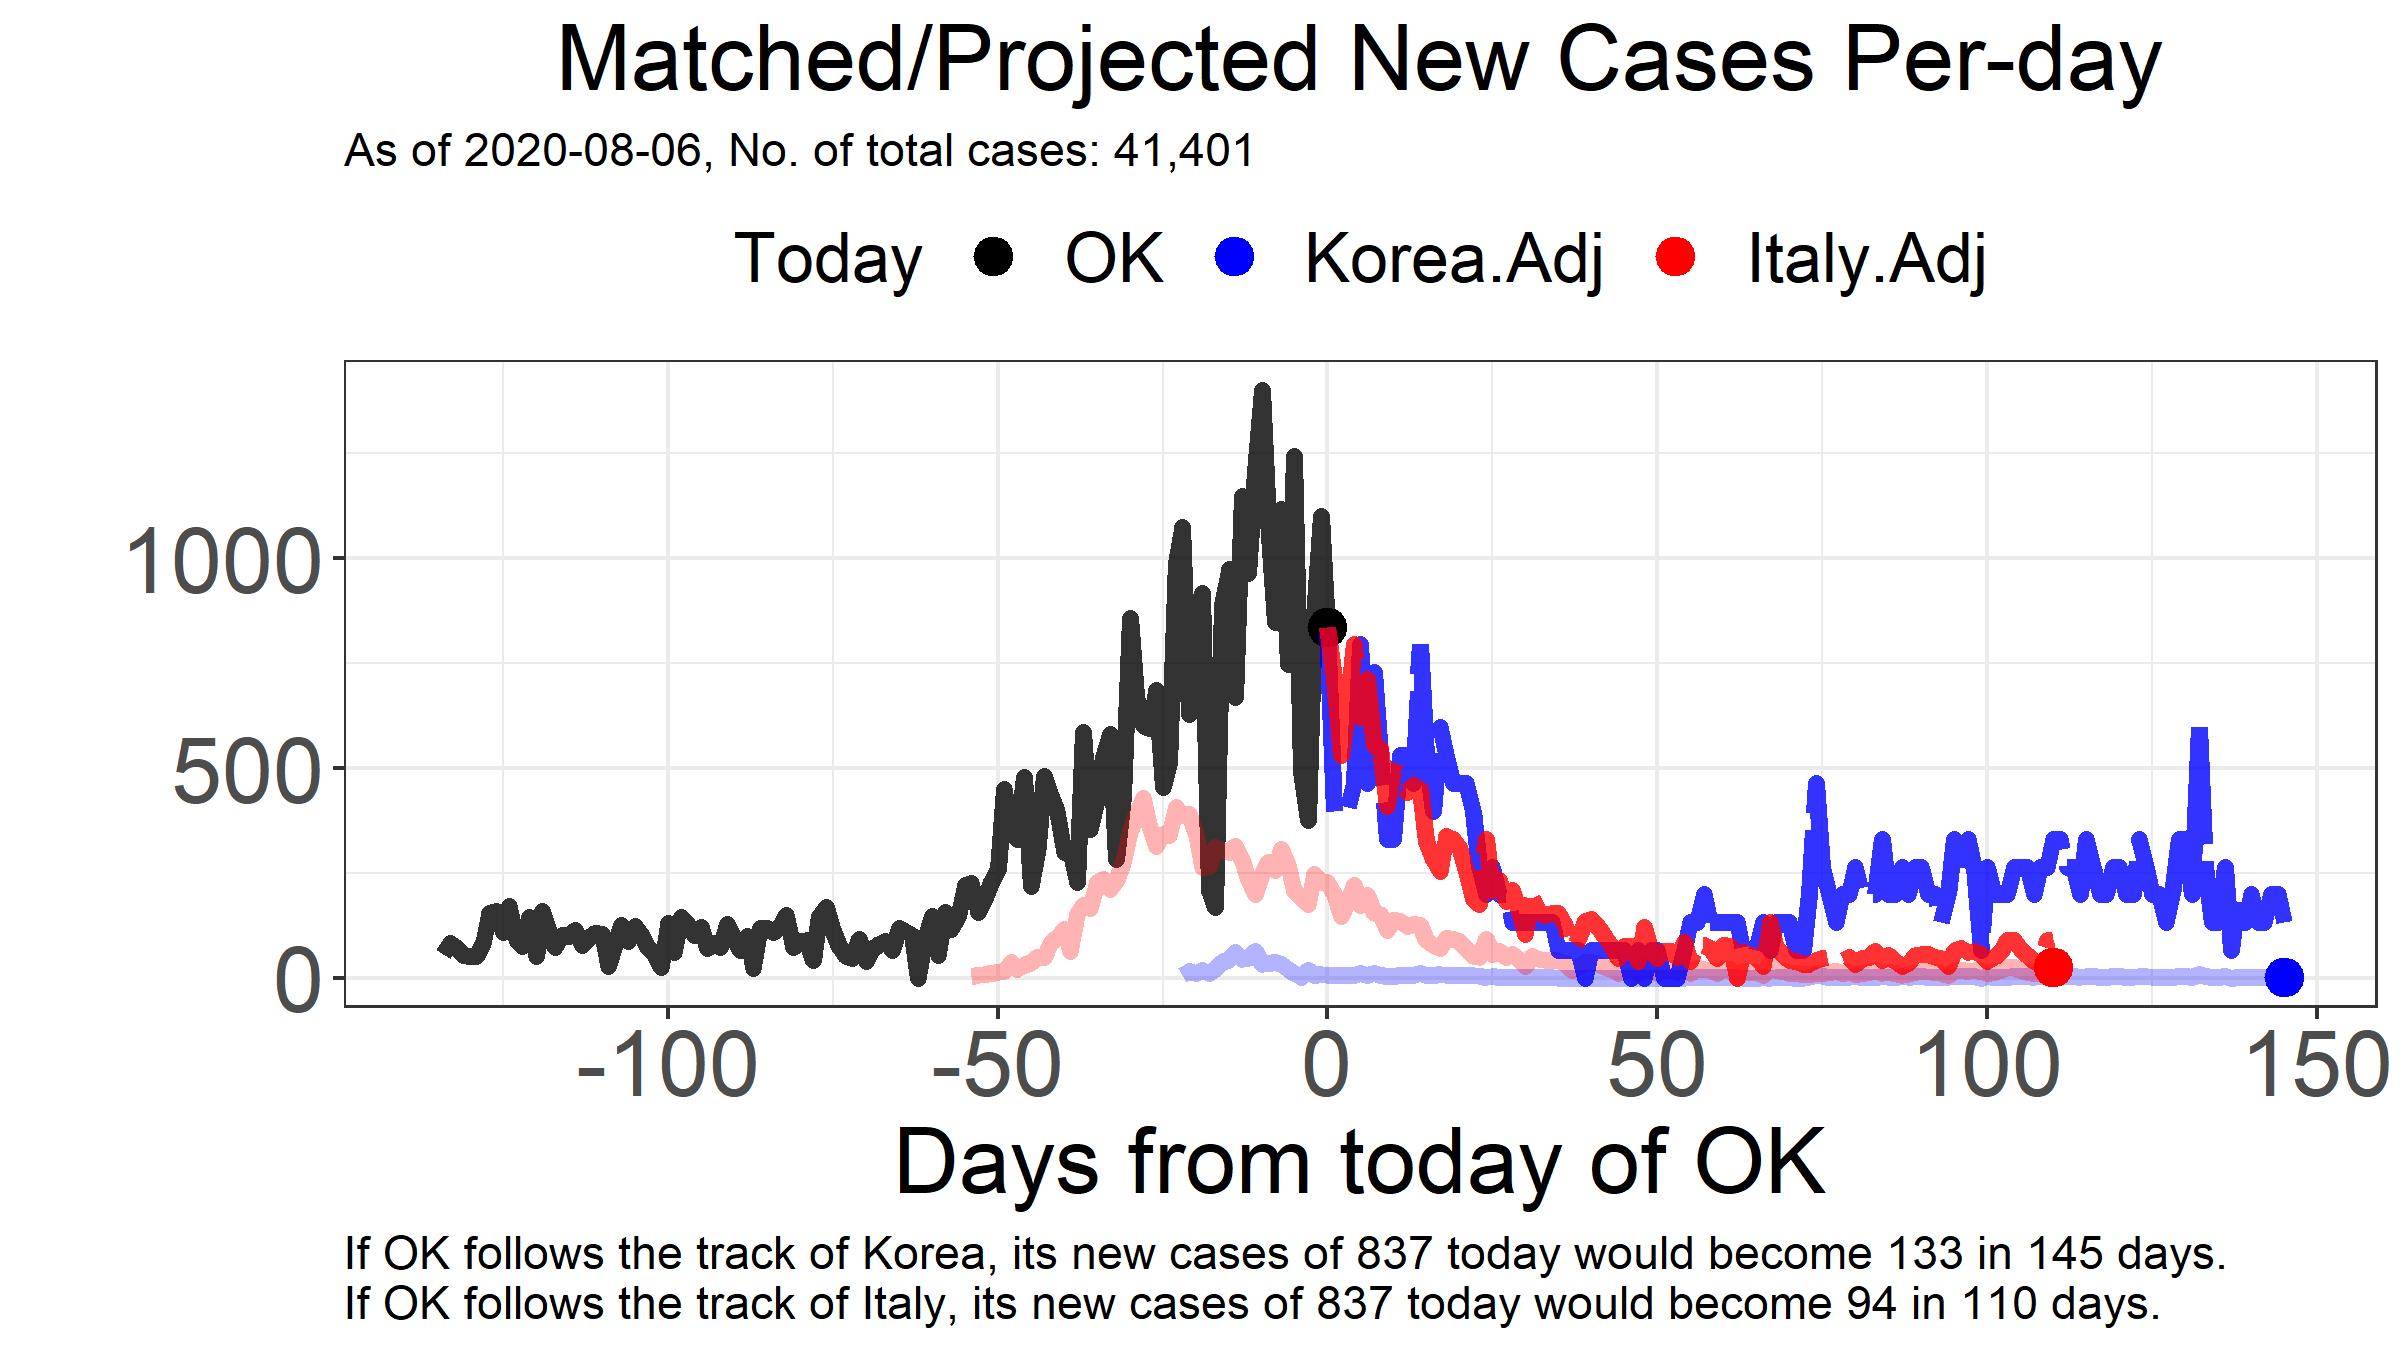 Matched/Projected New Cases Per-day
As of 2020-08-06, No. of total cases: 41,401
Today OK Korea.Adj Italy.Adj
1000
500
0
-100 -50 0 50 100 150
Days from today of OK
If OK follows the track of Korea, its new cases of 837 today would become 133 in 145 days.
If OK follows the track of Italy, its new cases of 837 today would become 94 in 110 days.